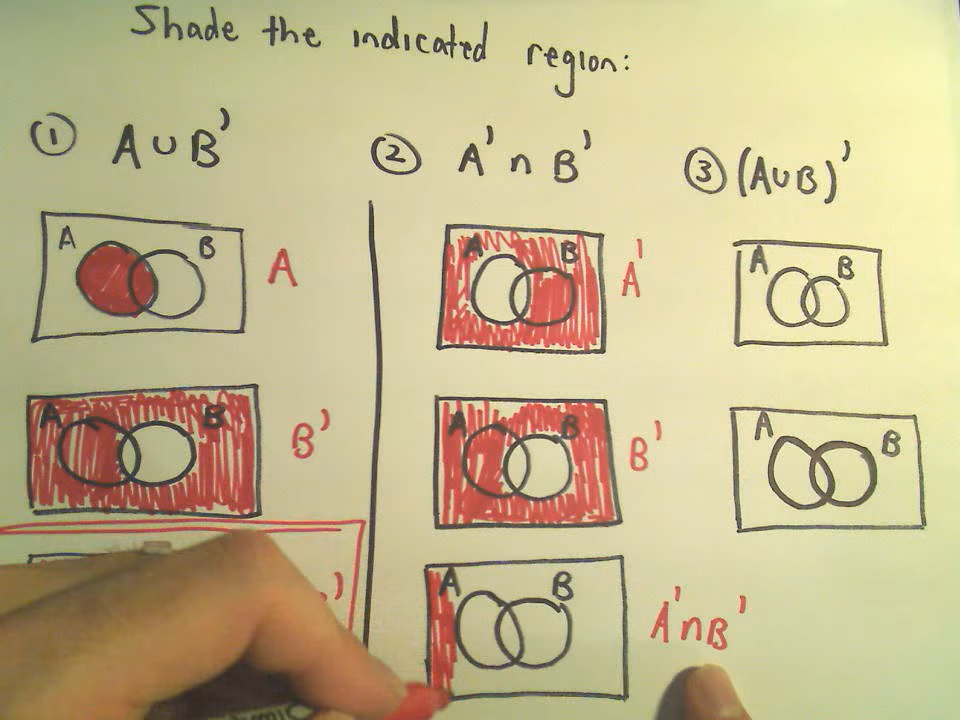 Shade the indicated region:
① A ∪ B'
② A' ∩ B'
③ (A∪B)'
A B A
A B A'
A B
A B B'
A B B'
A B
A B A'∩B'